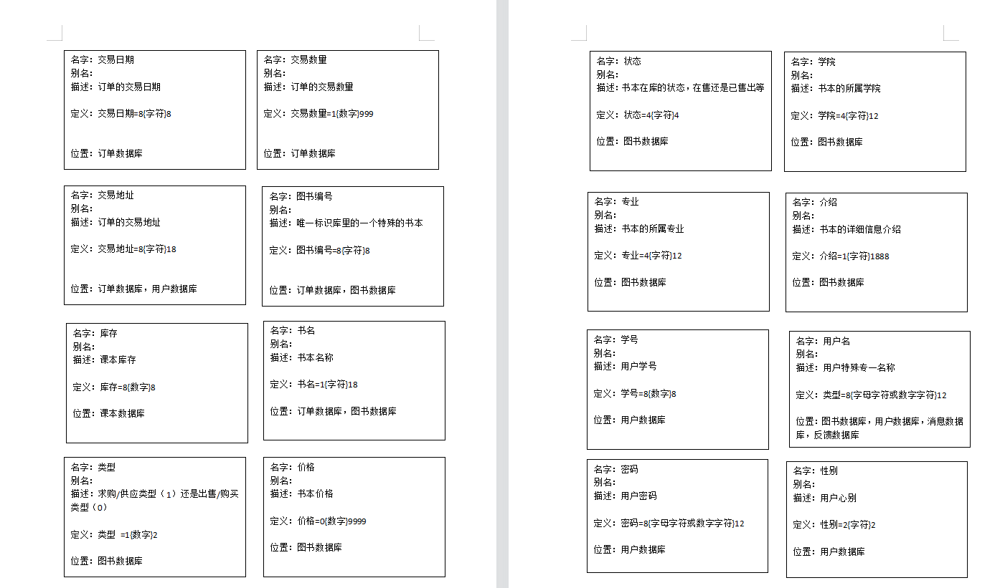 名字：交易日期
别名：
描述：订单的交易日期
定义：交易日期=8{字符}8
位置：订单数据库
名字：交易数量
别名：
描述：订单的交易数量
定义：交易数量=1{数字}999
位置：订单数据库
名字：交易地址
别名：
描述：订单的交易地址
定义：交易地址=8{字符}18
位置：订单数据库，用户数据库
名字：图书编号
别名：
描述：唯一标识库里的一个特殊的书本
定义：图书编号=8{字符}8
位置：订单数据库，图书数据库
名字：库存
别名：
描述：课本库存
定义：库存=8{数字}8
位置：课本数据库
名字：书名
别名：
描述：书本名称
定义：书名=1{字符}18
位置：订单数据库，图书数据库
名字：类型
别名：
描述：求购/供应类型（1）还是出售/购买
类型（0）
定义：类型 =1{数字}2
位置：图书数据库
名字：价格
别名：
描述：书本价格
定义：价格=0{数字}9999
位置：图书数据库
名字：状态
别名：
描述：书本在库的状态，在售还是已售出等
定义：状态=4{字符}4
位置：图书数据库
名字：学院
别名：
描述：书本的所属学院
定义：学院=4{字符}12
位置：图书数据库
名字：专业
别名：
描述：书本的所属专业
定义：专业=4{字符}12
位置：图书数据库
名字：介绍
别名：
描述：书本的详细信息介绍
定义：介绍=1{字符}1888
位置：图书数据库
名字：学号
别名：
描述：用户学号
定义：学号=8{数字}8
位置：用户数据库
名字：用户名
别名：
描述：用户特殊专一名称
定义：类型=8{字母字符或数字字符}12
位置：图书数据库，用户数据库，消息数据
库，反馈数据库
名字：密码
别名：
描述：用户密码
定义：密码=8{字母字符或数字字符}12
位置：用户数据库
名字：性别
别名：
描述：用户心别
定义：性别=2{字符}2
位置：用户数据库